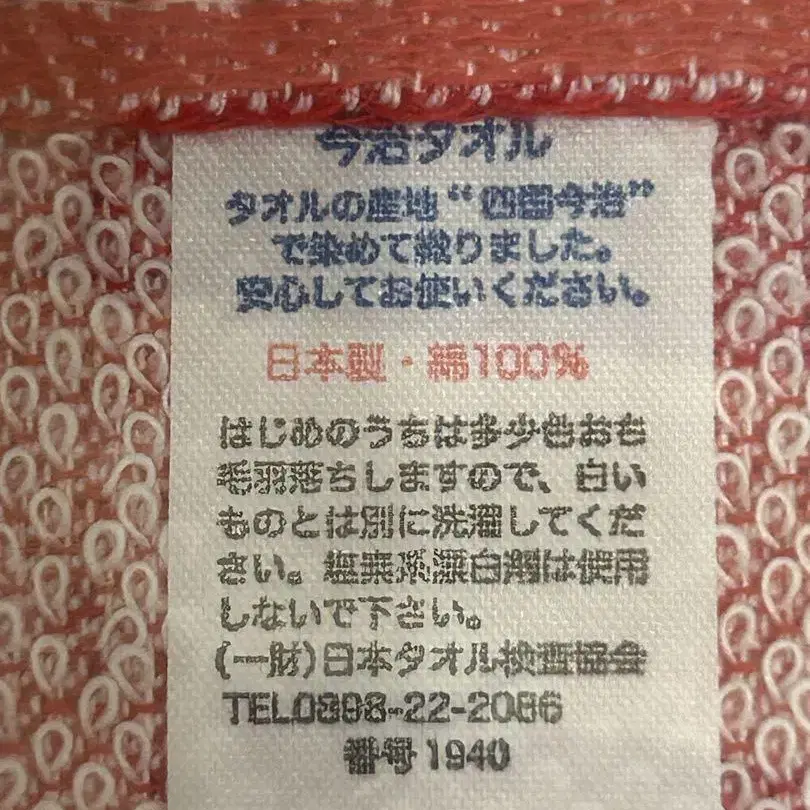 今治タオル
タオルの産地“四国今治”
で染めて織りました。
安心してお使いください。
日本製・綿100%
はじめのうちは多少色おち
毛羽落ちしますので、白い
ものとは別に洗濯してくだ
さい。塩素系漂白剤は使用
しないで下さい。
(一財)日本タオル検査協会
TEL0898-22-2086
番号1940